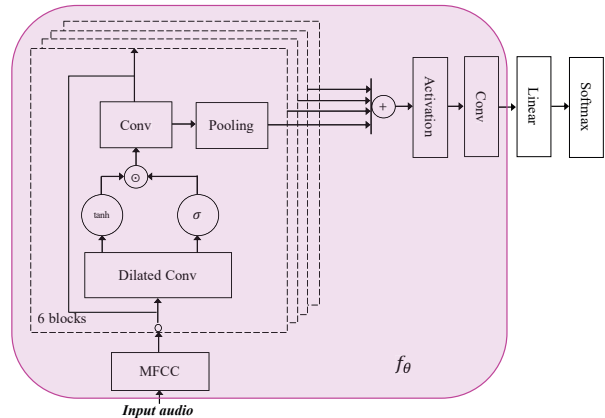 Conv
Pooling
+
Activation
Conv
Linear
Softmax
⊙
tanh
σ
Dilated Conv
6 blocks
MFCC
fθ
Input audio